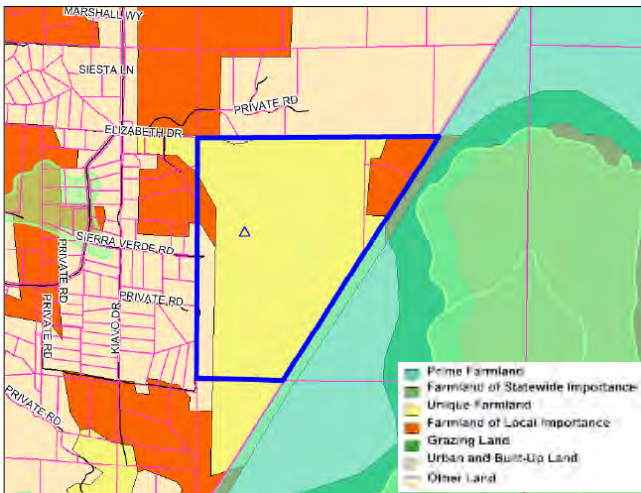 MARSHALL WY
SIESTA LN
PRIVATE RD
ELIZABETH DR
SIERRA VERDE RD
PRIVATE RD
PRIVATE RD
PRIVATE RD
KIAVO DR
PRIVATE RD
Prime Farmland
Farmland of Statewide Importance
Unique Farmland
Farmland of Local Importance
Grazing Land
Urban and Built-Up Land
Other Land